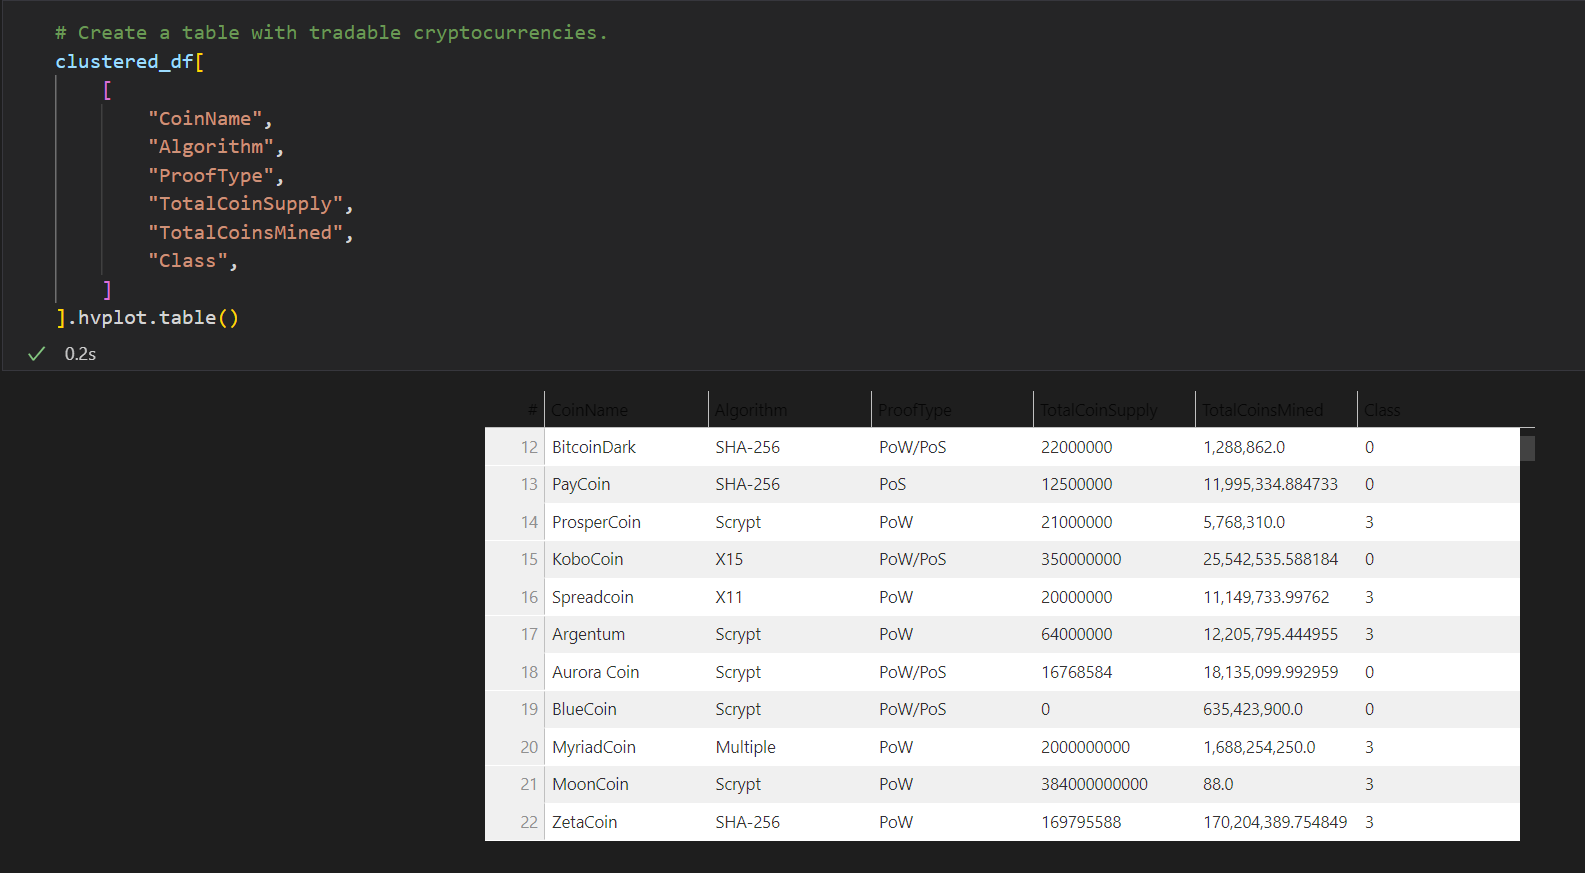 # Create a table with tradable cryptocurrencies.
clustered_df[
[
"CoinName",
"Algorithm",
"ProofType",
"TotalCoinSupply",
"TotalCoinsMined",
"Class",
]
].hvplot.table()
0.2s
# CoinName Algorithm ProofType TotalCoinSupply TotalCoinsMined Class
12 BitcoinDark SHA-256 PoW/PoS 22000000 1,288,862.0 0
13 PayCoin SHA-256 PoS 12500000 11,995,334.884733 0
14 ProsperCoin Scrypt PoW 21000000 5,768,310.0 3
15 KoboCoin X15 PoW/PoS 350000000 25,542,535.588184 0
16 Spreadcoin X11 PoW 20000000 11,149,733.99762 3
17 Argentum Scrypt PoW 64000000 12,205,795.444955 3
18 Aurora Coin Scrypt PoW/PoS 16768584 18,135,099.992959 0
19 BlueCoin Scrypt PoW/PoS 0 635,423,900.0 0
20 MyriadCoin Multiple PoW 2000000000 1,688,254,250.0 3
21 MoonCoin Scrypt PoW 384000000000 88.0 3
22 ZetaCoin SHA-256 PoW 169795588 170,204,389.754849 3